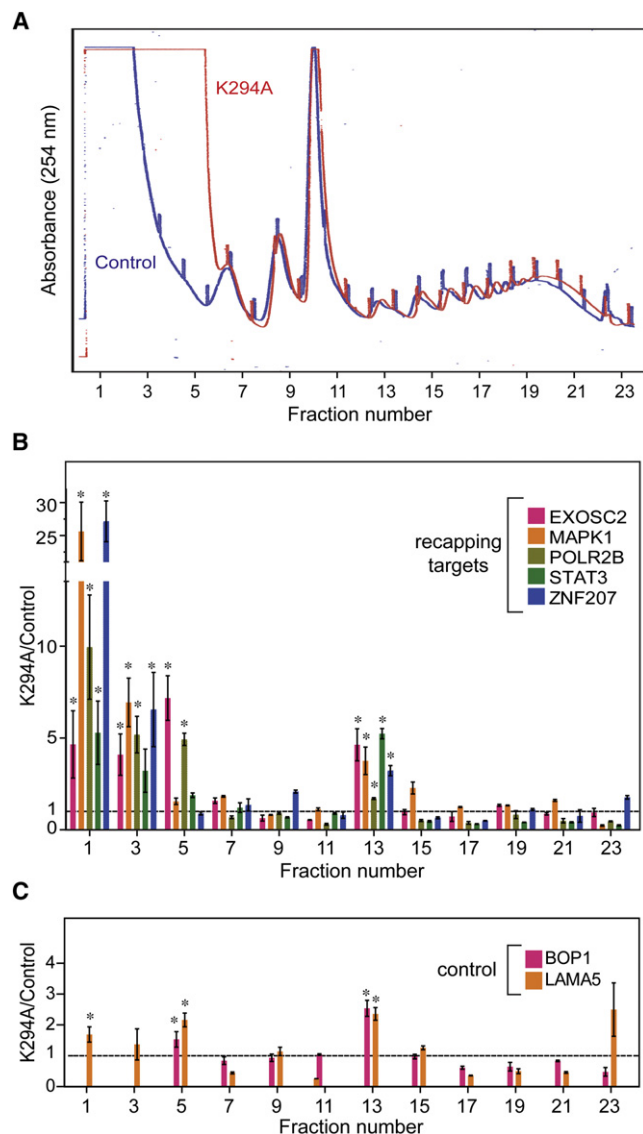 A
Absorbance (254 nm)
K294A
Control
1 3 5 7 9 11 13 15 17 19 21 23
Fraction number
B
K294A/Control
30
25
10
5
1
0
* * * * * * * * * * * * * * * *
recapping targets
EXOSC2
MAPK1
POLR2B
STAT3
ZNF207
1 3 5 7 9 11 13 15 17 19 21 23
Fraction number
C
K294A/Control
4
3
2
1
0
* * * * *
control
BOP1
LAMA5
1 3 5 7 9 11 13 15 17 19 21 23
Fraction number